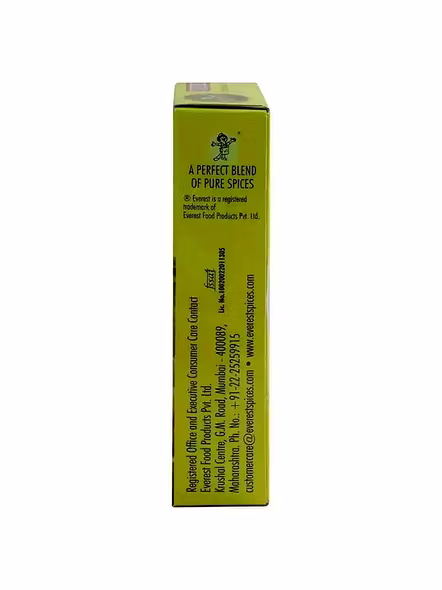 A PERFECT BLEND
OF PURE SPICES
® Everest is a registered
trademark of
Everest Food Products Pvt. Ltd.
fssai
Lic. No.10020022011305
Registered Office and Executive Consumer Care Contact
Everest Food Products Pvt. Ltd.
Krushal Centre, G.M. Road, Mumbai - 400089,
Maharashtra. Ph. No.: +91-22-25259915
customercare@everestspices.com • www.everestspices.com